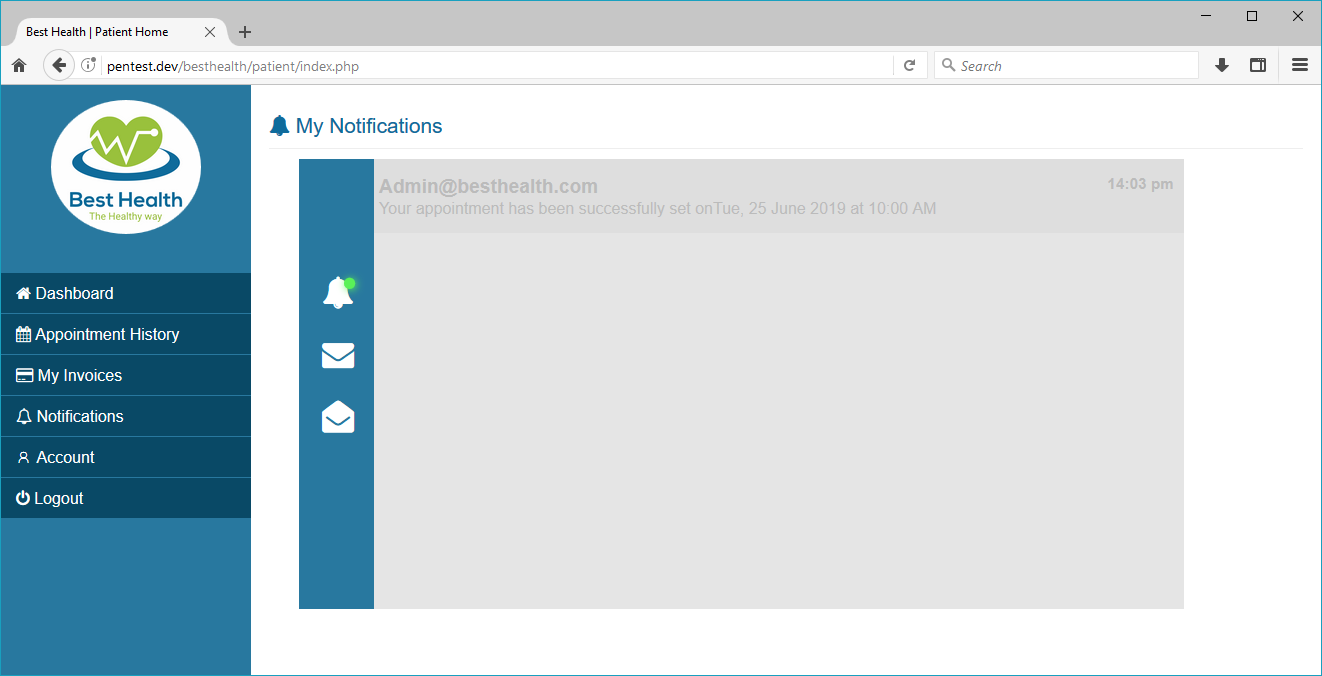 Best Health | Patient Home
pentest.dev/besthealth/patient/index.php
Search
Best Health
The Healthy way
Dashboard
Appointment History
My Invoices
Notifications
Account
Logout
My Notifications
Admin@besthealth.com
14:03 pm
Your appointment has been successfully set onTue, 25 June 2019 at 10:00 AM